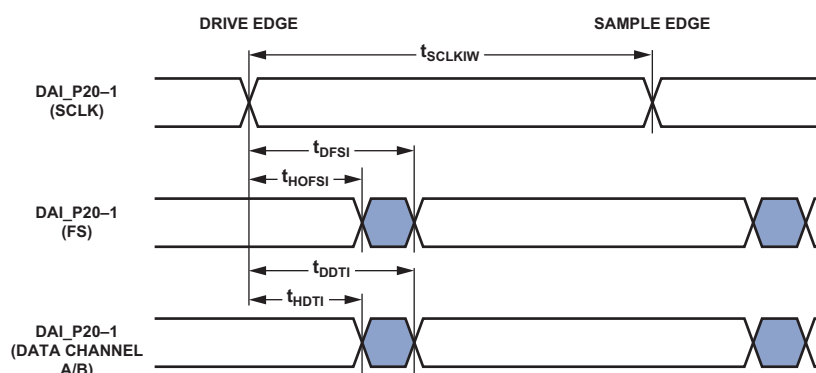 DRIVE EDGE
SAMPLE EDGE
tSCLKIW
DAI_P20–1
(SCLK)
tDFSI
tHOFSI
DAI_P20–1
(FS)
tDDTI
tHDTI
DAI_P20–1
(DATA CHANNEL
A/B)